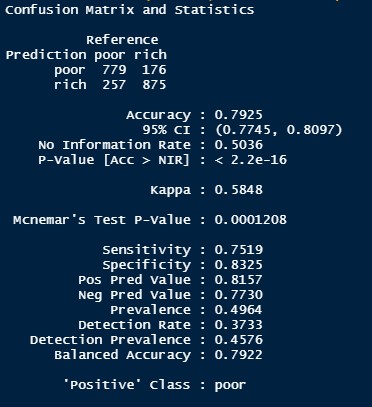 Confusion Matrix and Statistics
Reference
Prediction poor rich
poor 779 176
rich 257 875
Accuracy : 0.7925
95% CI : (0.7745, 0.8097)
No Information Rate : 0.5036
P-Value [Acc > NIR] : < 2.2e-16
Kappa : 0.5848
Mcnemar's Test P-Value : 0.0001208
Sensitivity : 0.7519
Specificity : 0.8325
Pos Pred Value : 0.8157
Neg Pred Value : 0.7730
Prevalence : 0.4964
Detection Rate : 0.3733
Detection Prevalence : 0.4576
Balanced Accuracy : 0.7922
'Positive' Class : poor